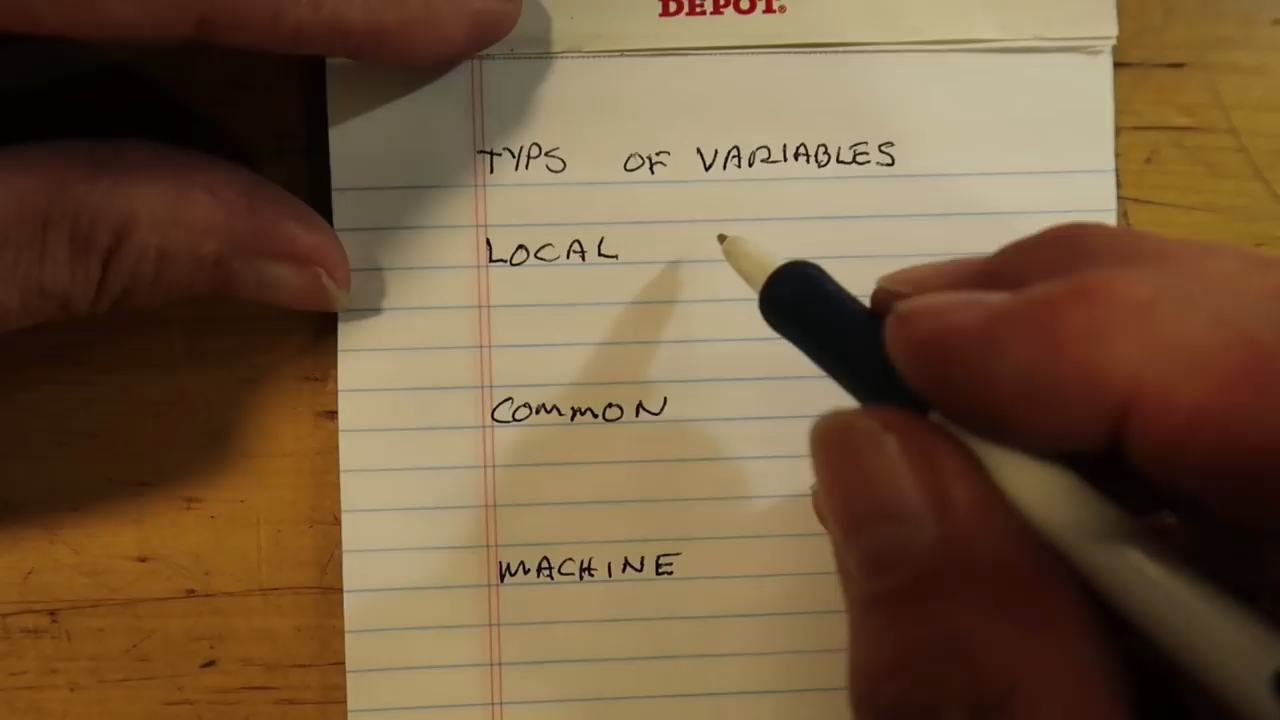 DEPOT®
TYPS OF VARIABLES
LOCAL
COMMON
MACHINE